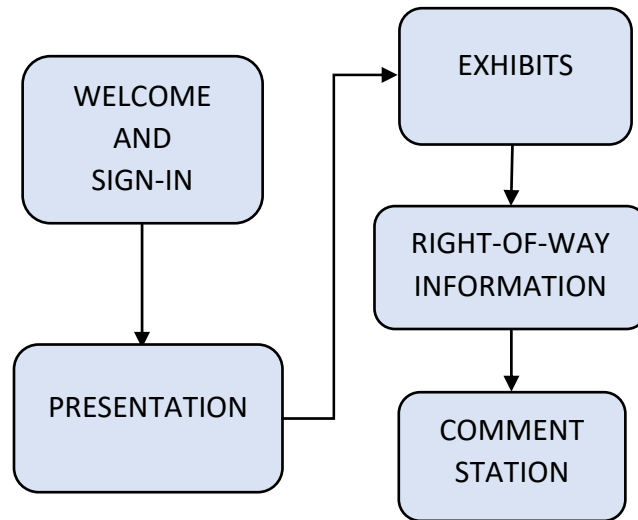 WELCOME
AND
SIGN-IN
PRESENTATION
EXHIBITS
RIGHT-OF-WAY
INFORMATION
COMMENT
STATION